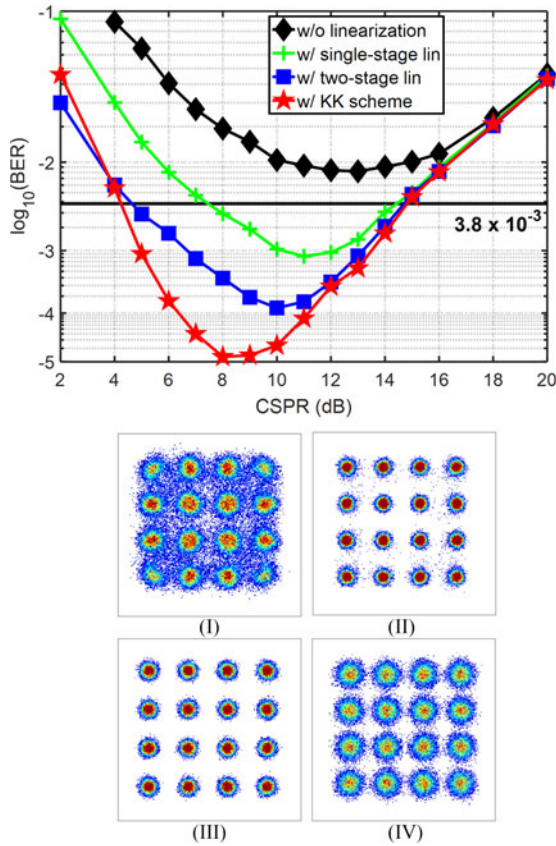 -1
-2
-3
-4
-5
log10(BER)
w/o linearization
w/ single-stage lin
w/ two-stage lin
w/ KK scheme
3.8 x 10-3
2 4 6 8 10 12 14 16 18 20
CSPR (dB)
(I) (II)
(III) (IV)